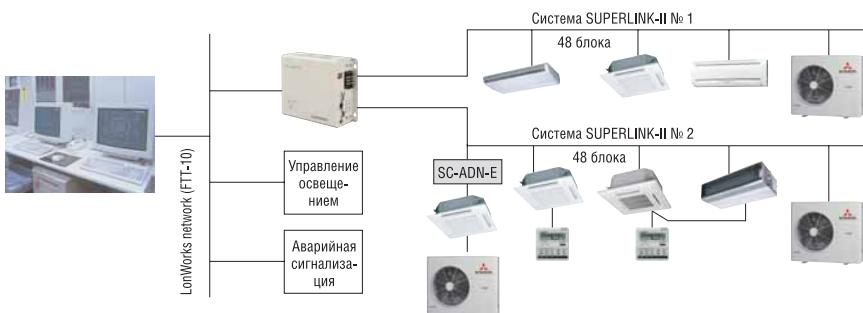 Система SUPERLINK-II № 1
48 блока
Система SUPERLINK-II № 2
48 блока
SC-ADN-E
LonWorks network (FTT-10)
Управление
освеще-
нием
Аварийная
сигнализа-
ция